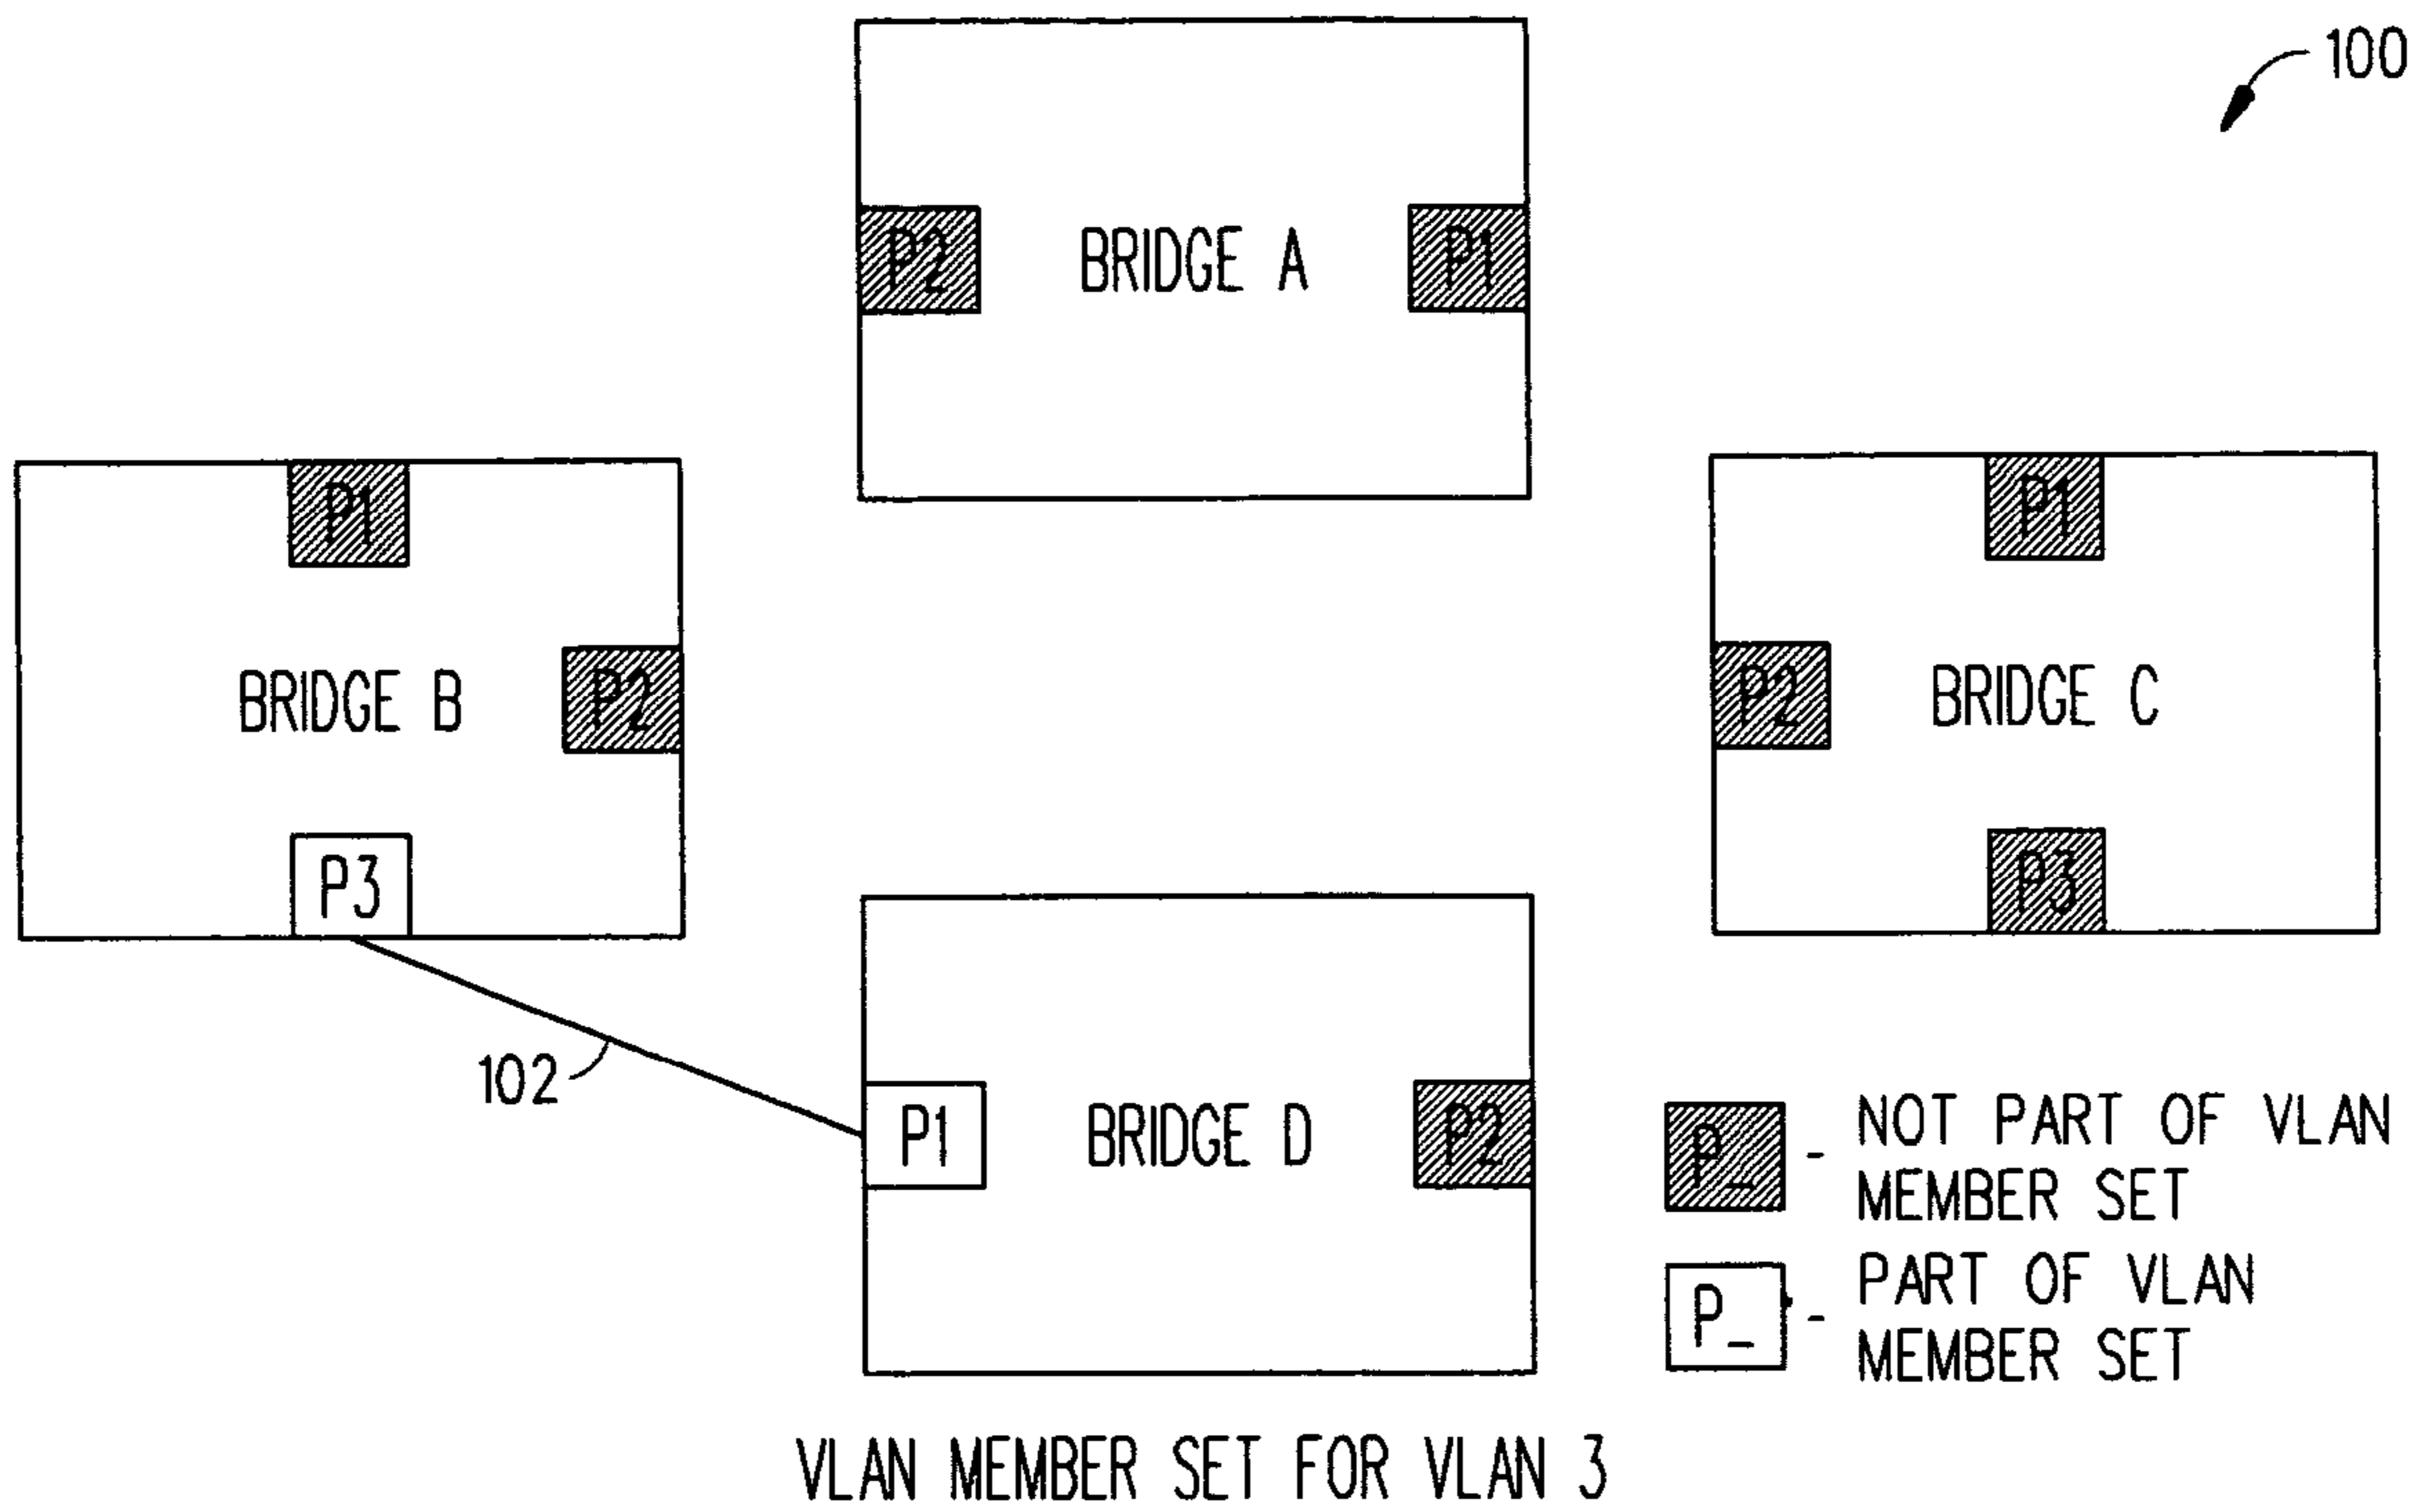 100
P2
BRIDGE A
P1
P1
BRIDGE B
P2
P3
P1
P2
BRIDGE C
P3
102
P1
BRIDGE D
P2
P_ - NOT PART OF VLAN
MEMBER SET
P_ - PART OF VLAN
MEMBER SET
VLAN MEMBER SET FOR VLAN 3